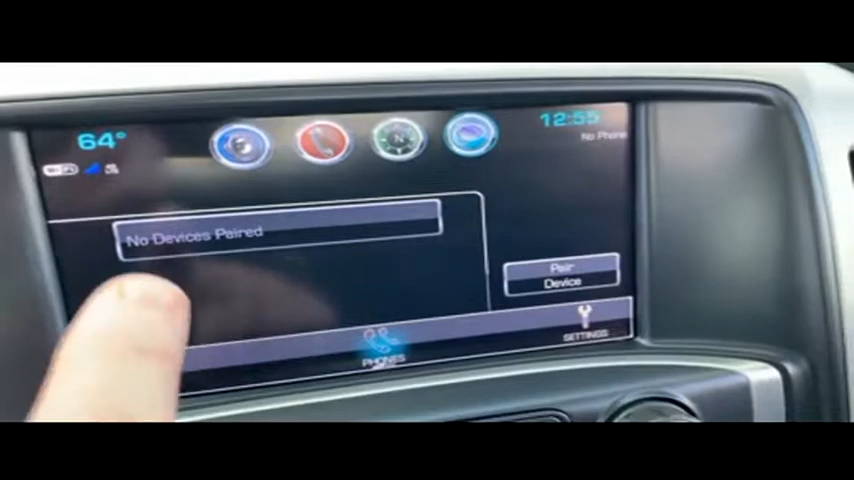 64°
12:55
No Phone
N
No Devices Paired
Pair
Device
PHONES
SETTINGS